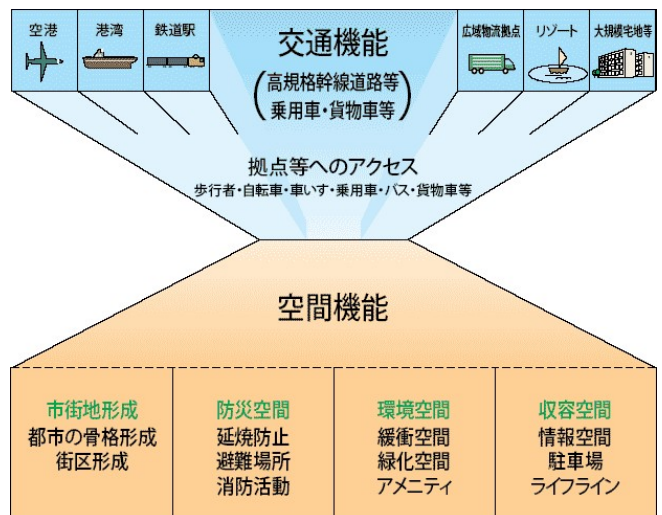 空港
港湾
鉄道駅
交通機能
(高規格幹線道路等
乗用車・貨物車等)
広域物流拠点
リゾート
大規模宅地等
拠点等へのアクセス
歩行者・自転車・車いす・乗用車・バス・貨物車等
空間機能
市街地形成
都市の骨格形成
街区形成
防災空間
延焼防止
避難場所
消防活動
環境空間
緩衝空間
緑化空間
アメニティ
収容空間
情報空間
駐車場
ライフライン